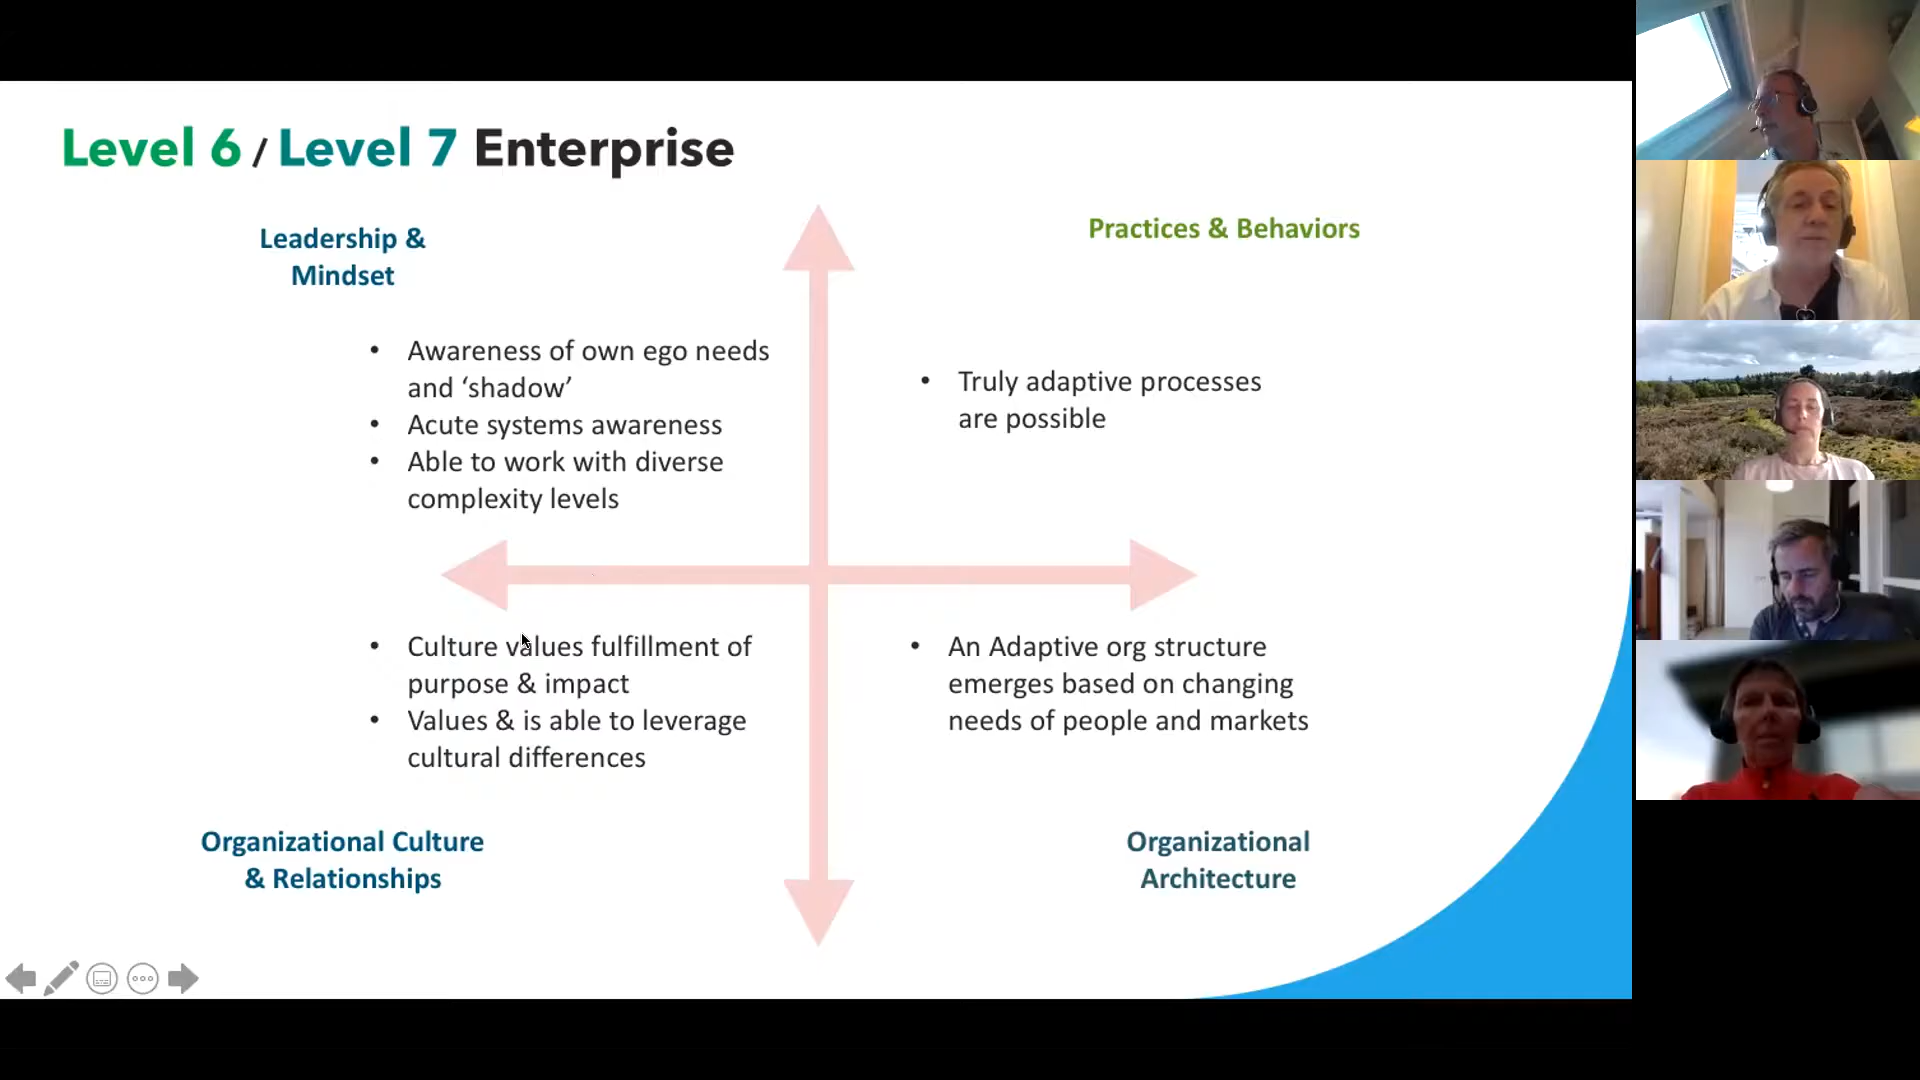 Level 6 / Level 7 Enterprise
Leadership &
Mindset
Practices & Behaviors
• Awareness of own ego needs
and ‘shadow’
• Acute systems awareness
• Able to work with diverse
complexity levels
• Truly adaptive processes
are possible
• Culture values fulfillment of
purpose & impact
• Values & is able to leverage
cultural differences
• An Adaptive org structure
emerges based on changing
needs of people and markets
Organizational Culture
& Relationships
Organizational
Architecture